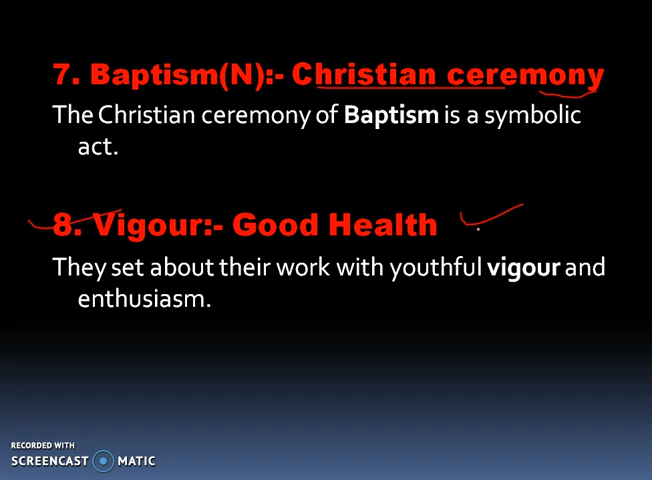 7. Baptism(N):- Christian ceremony
The Christian ceremony of Baptism is a symbolic
act.
8. Vigour:- Good Health
They set about their work with youthful vigour and
enthusiasm.
RECORDED WITH
SCREENCAST MATIC